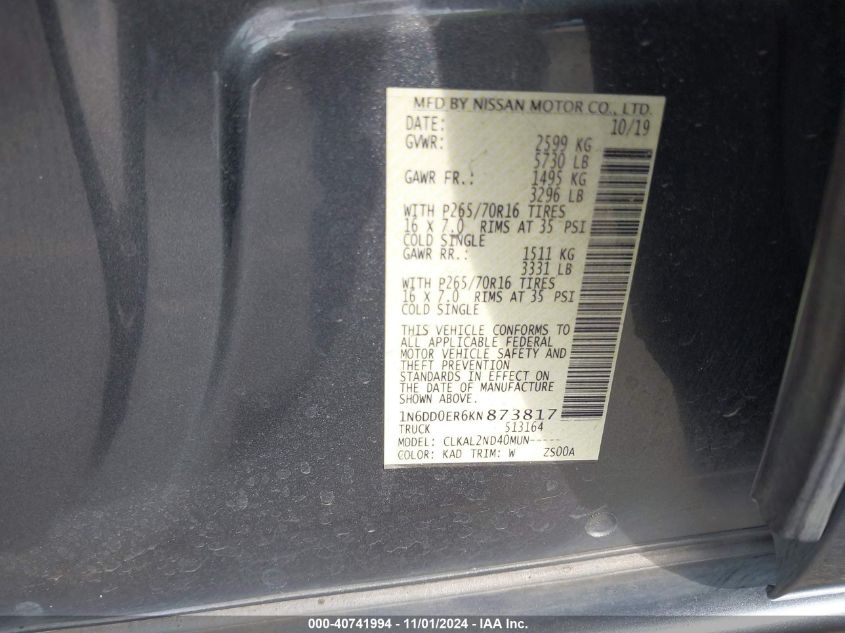 MFD BY NISSAN MOTOR CO., LTD.
DATE: 10/19
GVWR: 2599 KG
5730 LB
GAWR FR.: 1495 KG
3296 LB
WITH P265/70R16 TIRES
16 X 7.0 RIMS AT 35 PSI
COLD SINGLE
GAWR RR.: 1511 KG
3331 LB
WITH P265/70R16 TIRES
16 X 7.0 RIMS AT 35 PSI
COLD SINGLE
THIS VEHICLE CONFORMS TO
ALL APPLICABLE FEDERAL
MOTOR VEHICLE SAFETY AND
THEFT PREVENTION
STANDARDS IN EFFECT ON
THE DATE OF MANUFACTURE
SHOWN ABOVE.
1N6DD0ER6KN873817
TRUCK 513164
MODEL: CLKAL2ND40MUN-----
COLOR: KAD TRIM: W ZS00A
000-40741994 - 11/01/2024 - IAA Inc.